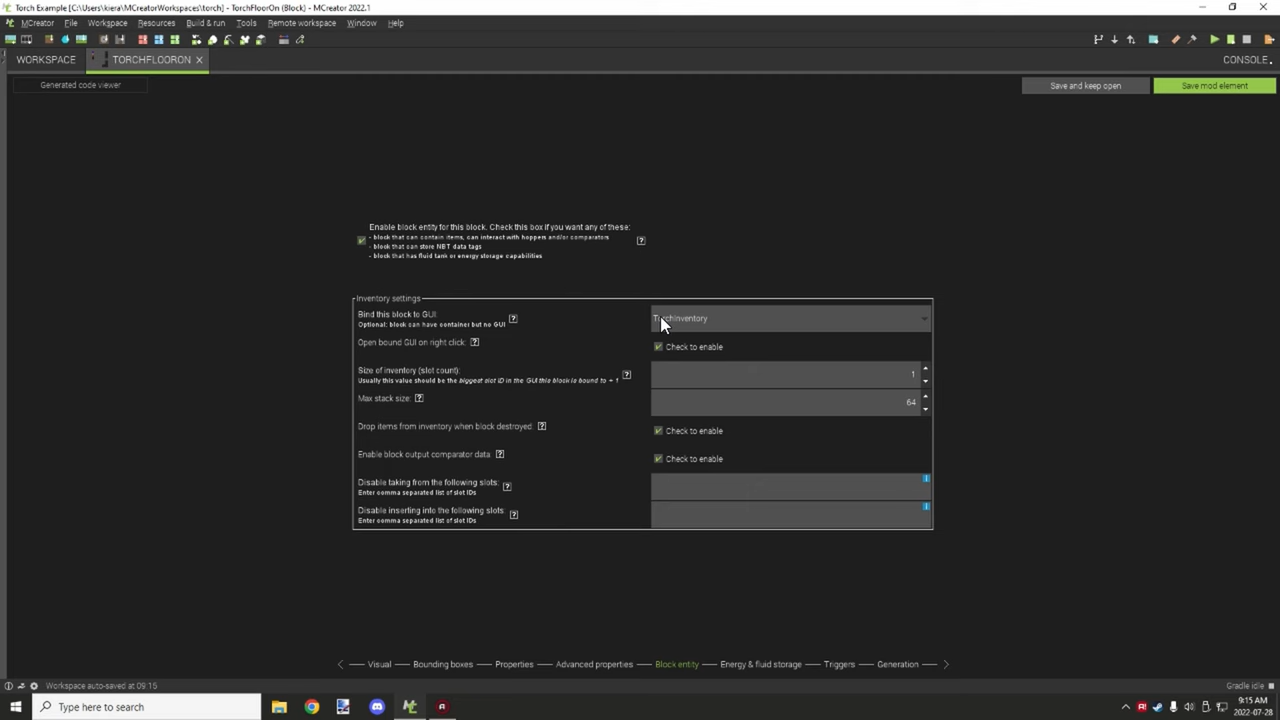 Torch Example [C:\Users\kiera\MCreatorWorkspaces\torch] - TorchFloorOn (Block) - MCreator 2022.1
MCreator File Workspace Resources Build & run Tools Remote workspace Window Help
WORKSPACE TORCHFLOORON CONSOLE
Generated code viewer Save and keep open Save mod element
Enable block entity for this block. Check this box if you want any of these:
- block that can contain items, can interact with hoppers and/or comparators
- block that can store NBT data tags
- block that has fluid tank or energy storage capabilities
Inventory settings
Bind this block to GUI: TorchInventory
Optional; block can have container but no GUI
Open bound GUI on right click: Check to enable
Size of inventory (slot count): 1
Usually this value should be the biggest slot ID in the GUI this block is bound to + 1
Max stack size: 64
Drop items from inventory when block destroyed: Check to enable
Enable block output comparator data: Check to enable
Disable taking from the following slots:
Enter comma separated list of slot IDs
Disable inserting into the following slots:
Enter comma separated list of slot IDs
Visual Bounding boxes Properties Advanced properties Block entity Energy & fluid storage Triggers Generation
Workspace auto-saved at 09:15 Gradle idle
Type here to search
9:15 AM
2022-07-28